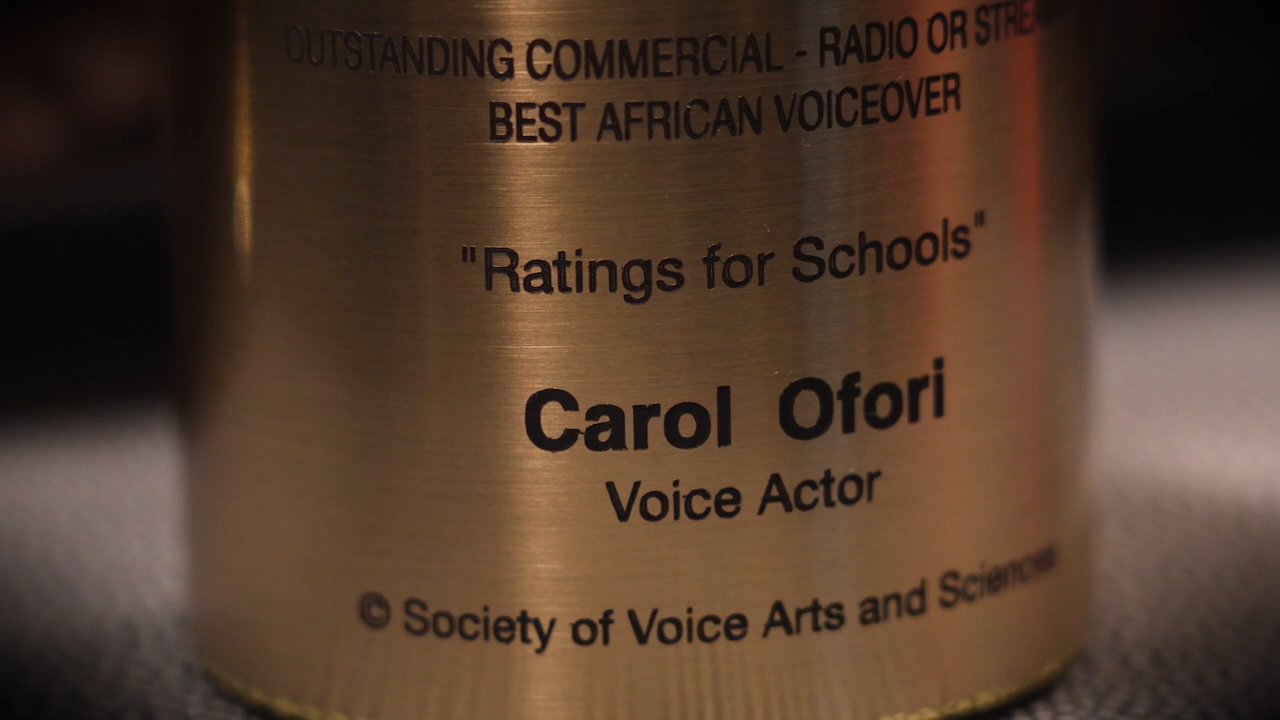 OUTSTANDING COMMERCIAL - RADIO OR
BEST AFRICAN VOICEOVER
"Ratings for Schools"
Carol Ofori
Voice Actor
© Society of Voice Arts and Sciences